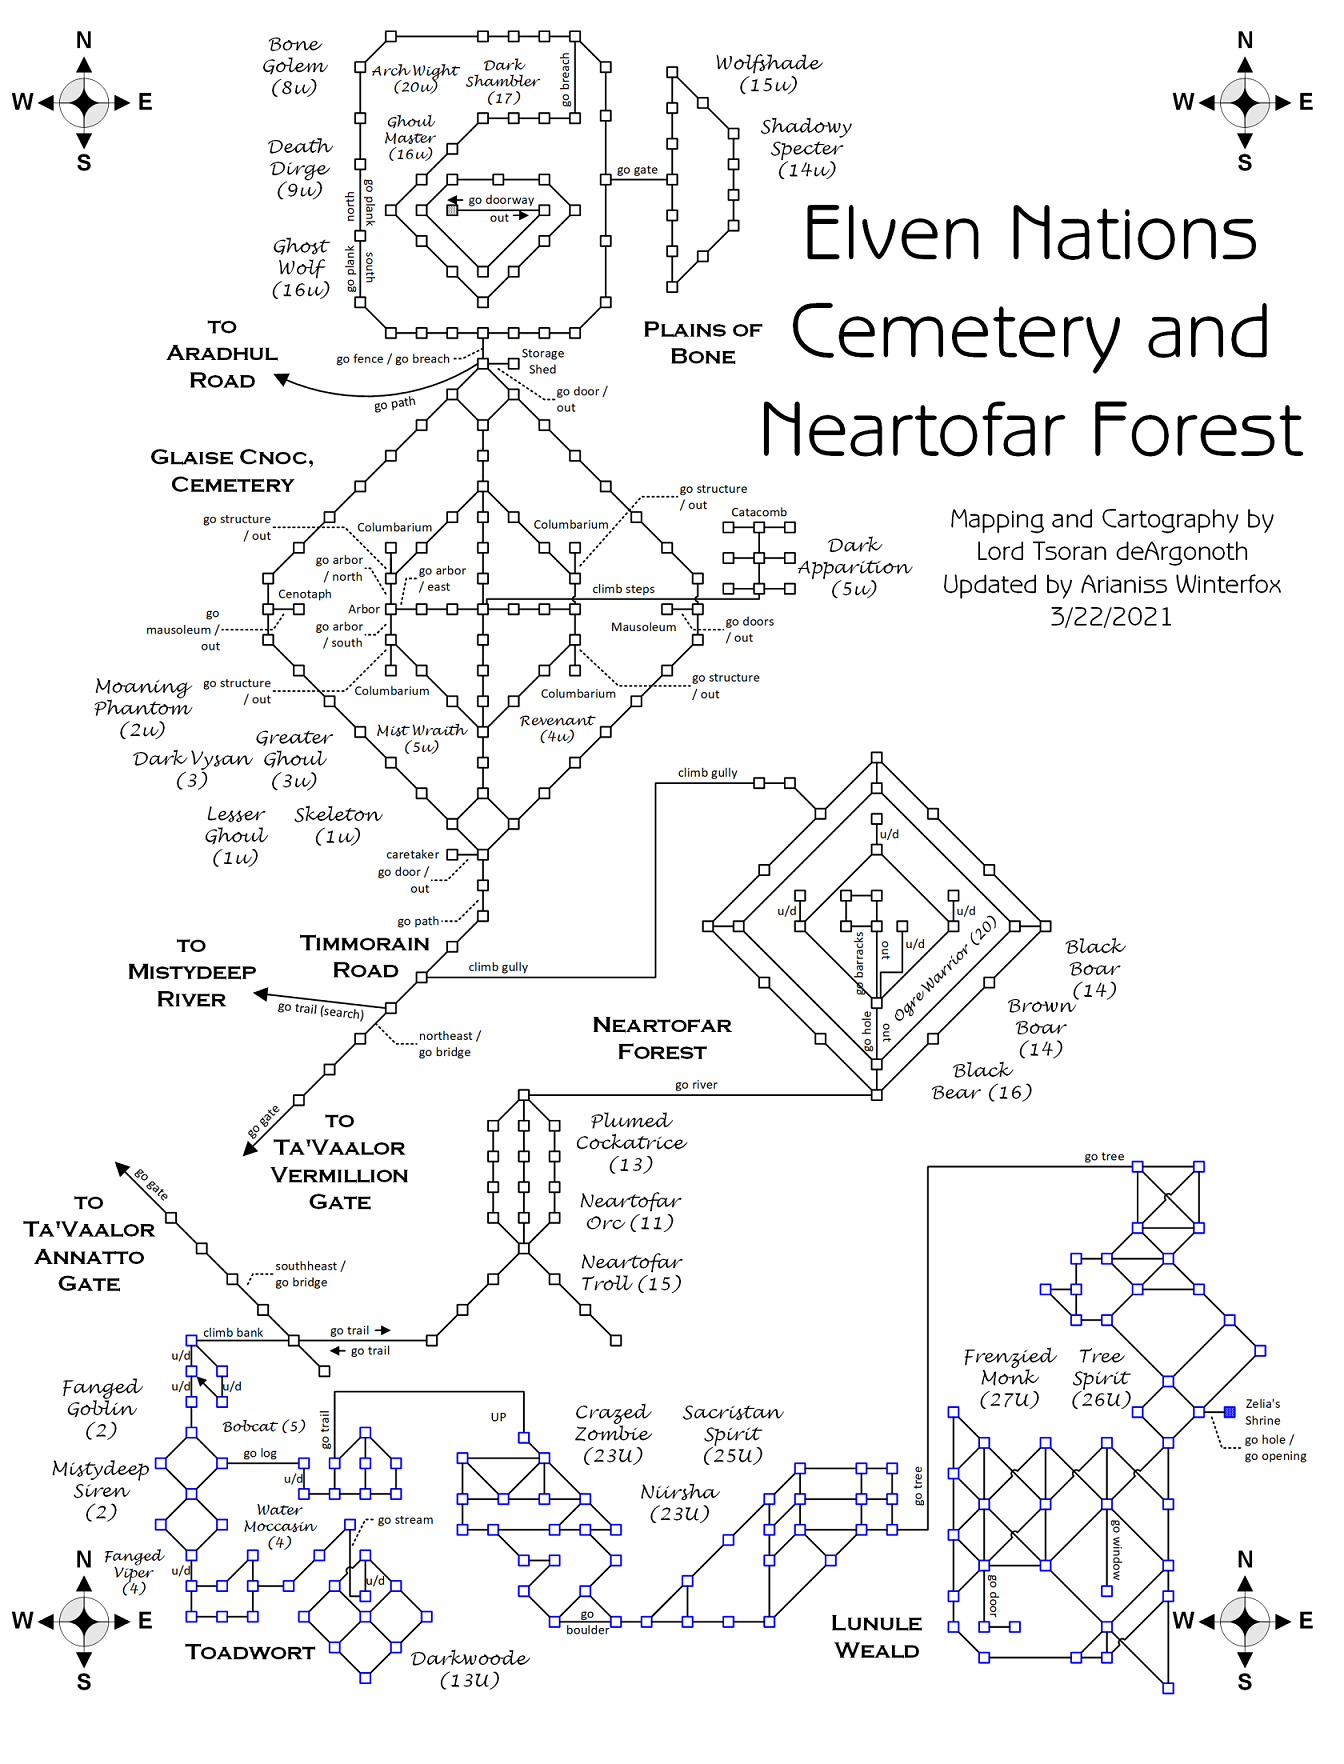 N
W
E
S
N
W
E
S
Elven Nations
Cemetery and
Neartofar Forest
Mapping and Cartography by
Lord Tsoran deArgonoth
Updated by Arianiss Winterfox
3/22/2021
Bone
Golem
(8u)
Arch Wight
(20u)
Dark
Shambler
(17)
go breach
Ghoul
Master
(16u)
Death
Dirge
(9u)
north
go plank
go plank
south
Ghost
Wolf
(16u)
go doorway
out
go gate
Wolfshade
(15u)
Shadowy
Specter
(14u)
Plains of
Bone
To
Aradhul
Road
go fence / go breach
Storage
Shed
go path
go door /
out
Glaise Cnoc,
Cemetery
go structure
/ out
Columbarium
Columbarium
go structure
/ out
Catacomb
Dark
Apparition
(5u)
go arbor
/ north
go arbor
/ east
climb steps
Cenotaph
Arbor
go
mausoleum /
out
go arbor
/ south
Mausoleum
go doors
/ out
Moaning
Phantom
(2u)
go structure
/ out
Columbarium
Columbarium
go structure
/ out
Mist Wraith
(5u)
Revenant
(4u)
Dark Vysan
(3)
Greater
Ghoul
(3u)
Lesser
Ghoul
(1u)
Skeleton
(1u)
caretaker
go door /
out
go path
climb gully
Timmorain
Road
climb gully
To
Mistydeep
River
go trail (search)
northeast /
go bridge
go gate
To
Ta'Vaalor
Vermillion
Gate
Neartofar
Forest
u/d
u/d
u/d
u/d
go barracks
out
go hole
out
Ogre Warrior (20)
Black
Boar
(14)
Brown
Boar
(14)
Black
Bear (16)
go river
Plumed
Cockatrice
(13)
Neartofar
Orc (11)
Neartofar
Troll (15)
go gate
To
Ta'Vaalor
Annatto
Gate
southeast /
go bridge
climb bank
go trail
go trail
u/d
u/d
u/d
Fanged
Goblin
(2)
Bobcat (5)
go log
go trail
u/d
Mistydeep
Siren
(2)
Water
Moccasin
(4)
go stream
Fanged
Viper
(4)
u/d
u/d
Toadwort
Darkwoode
(13U)
N
W
E
S
UP
Crazed
Zombie
(23U)
Sacristan
Spirit
(25U)
Niirsha
(23U)
go
boulder
go tree
go tree
Lunule
Weald
Frenzied
Monk
(27U)
Tree
Spirit
(26U)
Zelia's
Shrine
go hole /
go opening
go window
go door
N
W
E
S